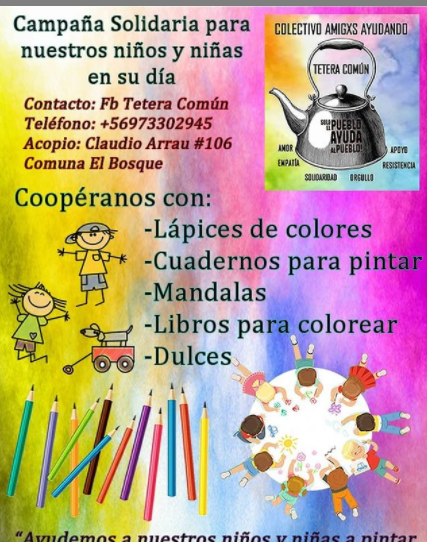 Campaña Solidaria para
nuestros niños y niñas
en su día
Contacto: Fb Tetera Común
Teléfono: +56973302945
Acopio: Claudio Arrau #106
Comuna El Bosque
COLECTIVO AMIGXS AYUDANDO
TETERA COMÚN
SOLO
EL PUEBLO
AYUDA
AL PUEBLO!
AMOR
EMPATÍA
SOLIDARIDAD
ORGULLO
APOYO
RESISTENCIA
Coopéranos con:
-Lápices de colores
-Cuadernos para pintar
-Mandalas
-Libros para colorear
-Dulces
"Ayudemos a nuestros niños y niñas a pintar